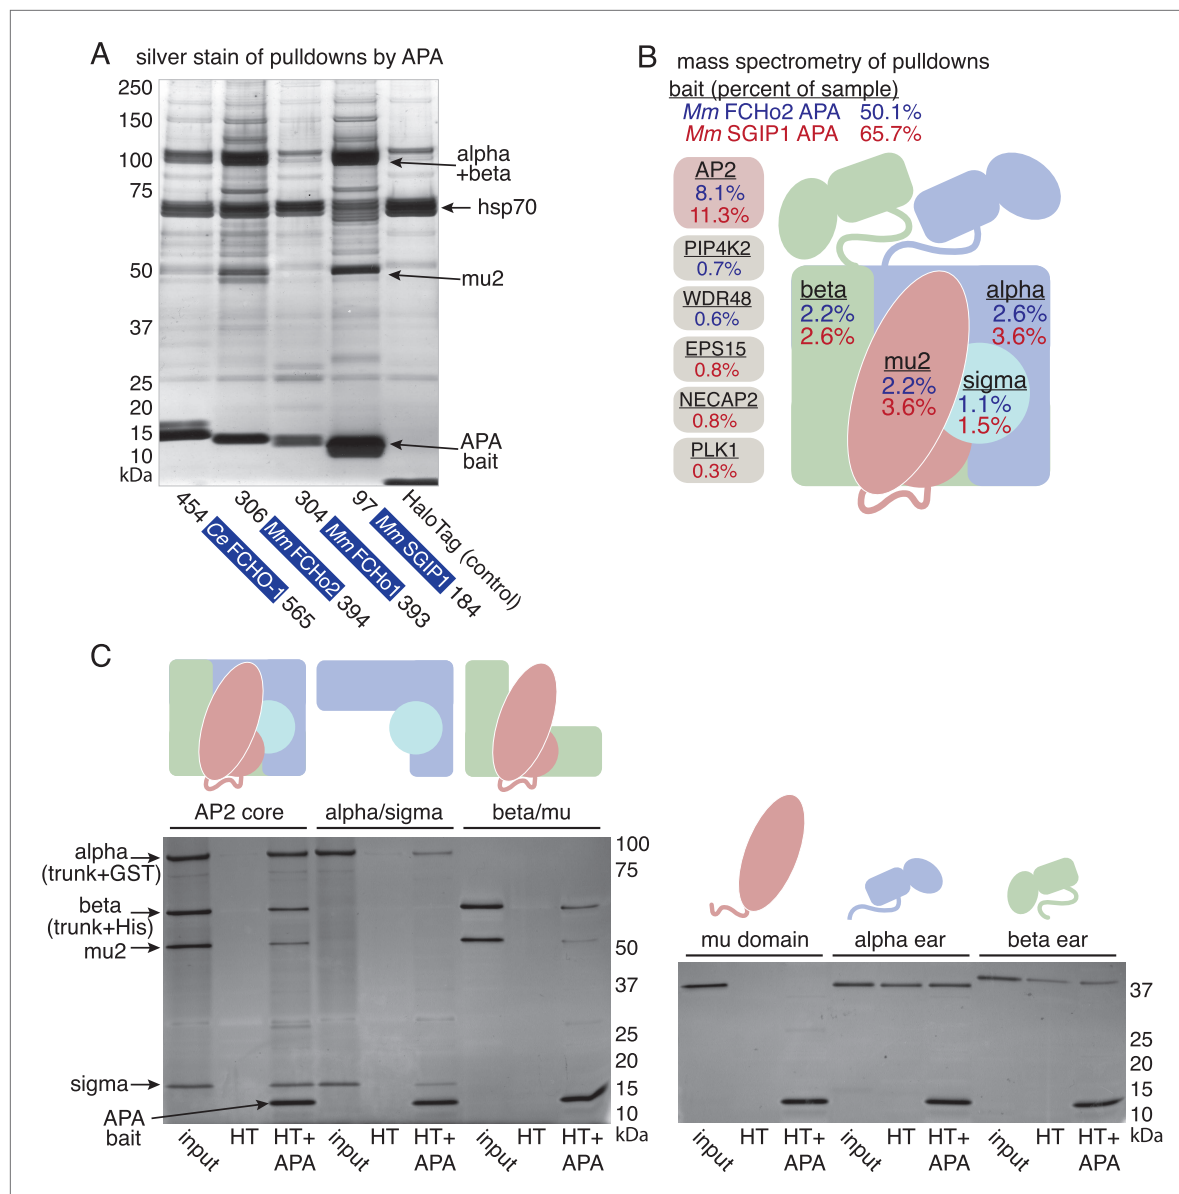 A
silver stain of pulldowns by APA
250
150
100
75
50
37
25
20
15
10
kDa
alpha
+beta
hsp70
mu2
APA
bait
454 Ce FCHO-1 565
306 Mm FCHo2 394
304 Mm FCHo1 393
97 Mm SGIP1 184
HaloTag (control)
B
mass spectrometry of pulldowns
bait (percent of sample)
Mm FCHo2 APA 50.1%
Mm SGIP1 APA 65.7%
AP2
8.1%
11.3%
PIP4K2
0.7%
WDR48
0.6%
EPS15
0.8%
NECAP2
0.8%
PLK1
0.3%
beta
2.2%
2.6%
alpha
2.6%
3.6%
mu2
2.2%
3.6%
sigma
1.1%
1.5%
C
AP2 core
alpha/sigma
beta/mu
alpha
(trunk+GST)
beta
(trunk+His)
mu2
sigma
APA
bait
100
75
50
37
25
20
15
10
kDa
input
HT
HT+
APA
input
HT
HT+
APA
input
HT
HT+
APA
mu domain
alpha ear
beta ear
37
25
20
15
10
kDa
input
HT
HT+
APA
input
HT
HT+
APA
input
HT
HT+
APA